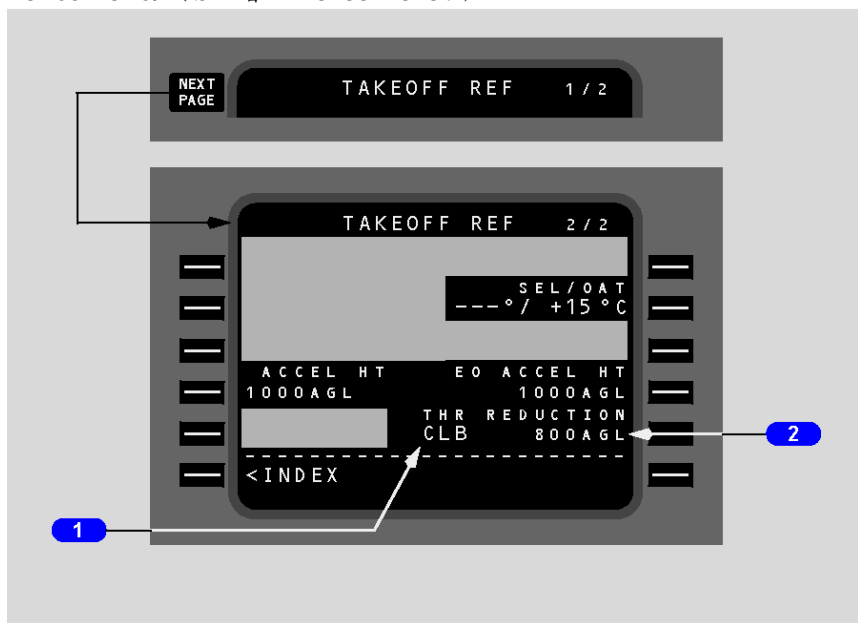 NEXT
PAGE
TAKEOFF REF 1/2
TAKEOFF REF 2/2
SEL/OAT
---°/ +15°C
ACCEL HT EO ACCEL HT
1000AGL 1000AGL
THR REDUCTION
CLB 800AGL
2
--------------------------
<INDEX
1